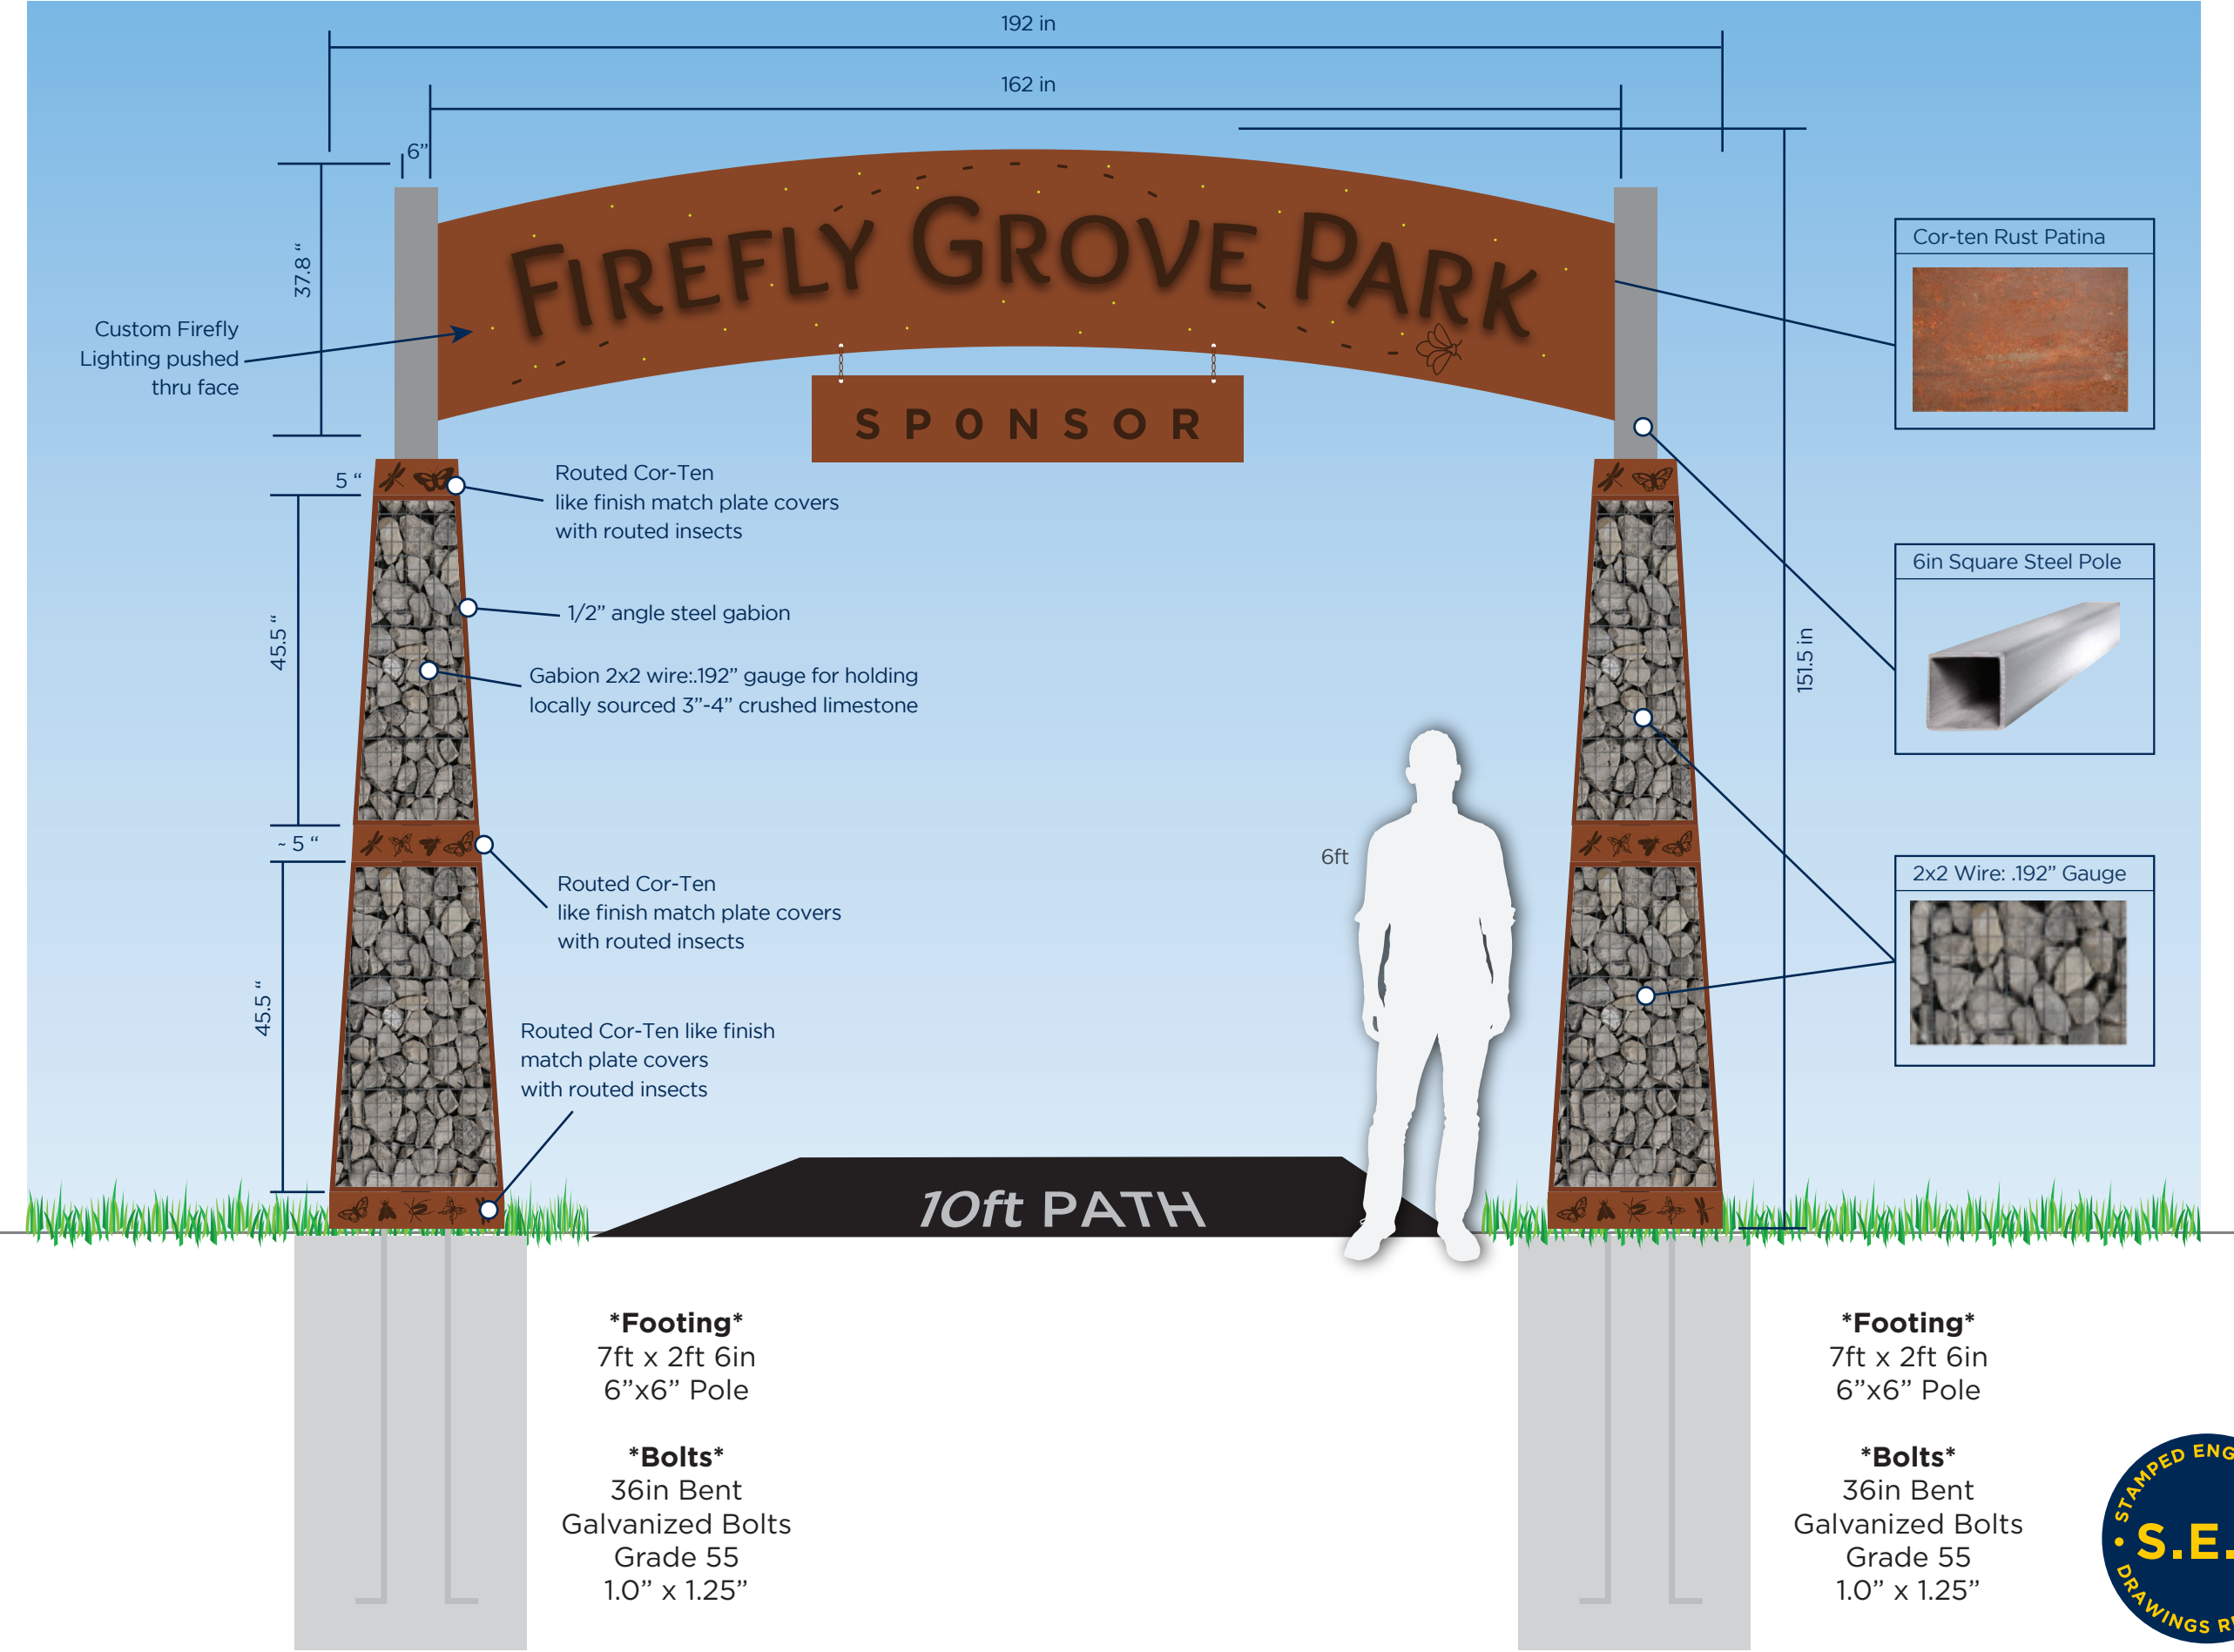 192 in
162 in
6”
37.8 “
FIREFLY GROVE PARK
Custom Firefly
Lighting pushed
thru face
SP0NSOR
Cor-ten Rust Patina
5 “
Routed Cor-Ten
like finish match plate covers
with routed insects
45.5 “
1/2” angle steel gabion
Gabion 2x2 wire:.192” gauge for holding
locally sourced 3”-4” crushed limestone
6in Square Steel Pole
151.5 in
~ 5 “
6ft
Routed Cor-Ten
like finish match plate covers
with routed insects
2x2 Wire: .192” Gauge
45.5 “
Routed Cor-Ten like finish
match plate covers
with routed insects
10ft PATH
*Footing*
7ft x 2ft 6in
6”x6” Pole
*Bolts*
36in Bent
Galvanized Bolts
Grade 55
1.0” x 1.25”
*Footing*
7ft x 2ft 6in
6”x6” Pole
*Bolts*
36in Bent
Galvanized Bolts
Grade 55
1.0” x 1.25”
STAMPED
S.E.
DRAWINGS